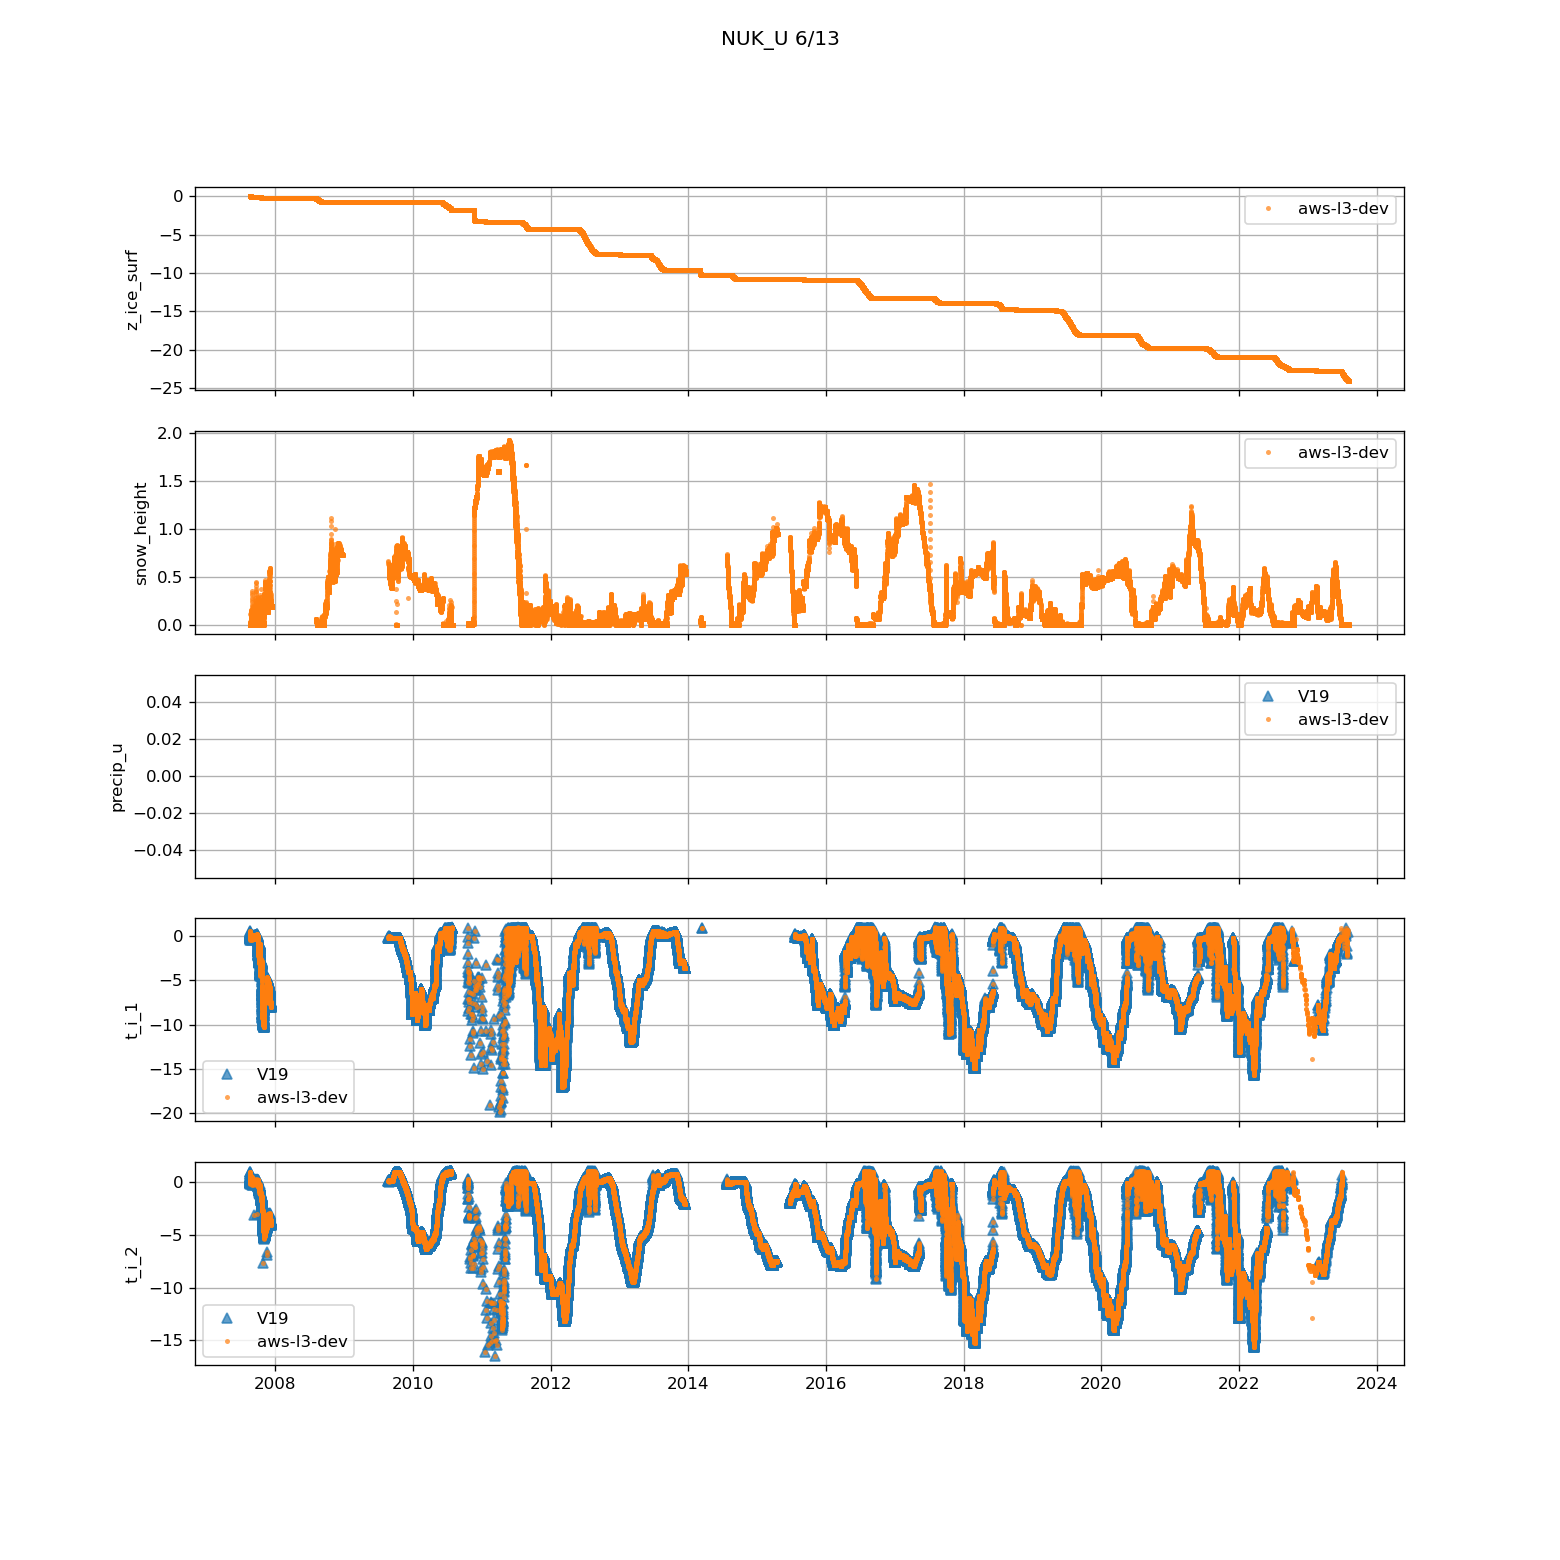 NUK_U 6/13
0
−5
−10
−15
−20
−25
z_ice_surf
aws-l3-dev
2.0
1.5
1.0
0.5
0.0
snow_height
aws-l3-dev
0.04
0.02
0.00
−0.02
−0.04
precip_u
V19
aws-l3-dev
0
−5
−10
−15
−20
t_i_1
V19
aws-l3-dev
0
−5
−10
−15
t_i_2
V19
aws-l3-dev
2008 2010 2012 2014 2016 2018 2020 2022 2024